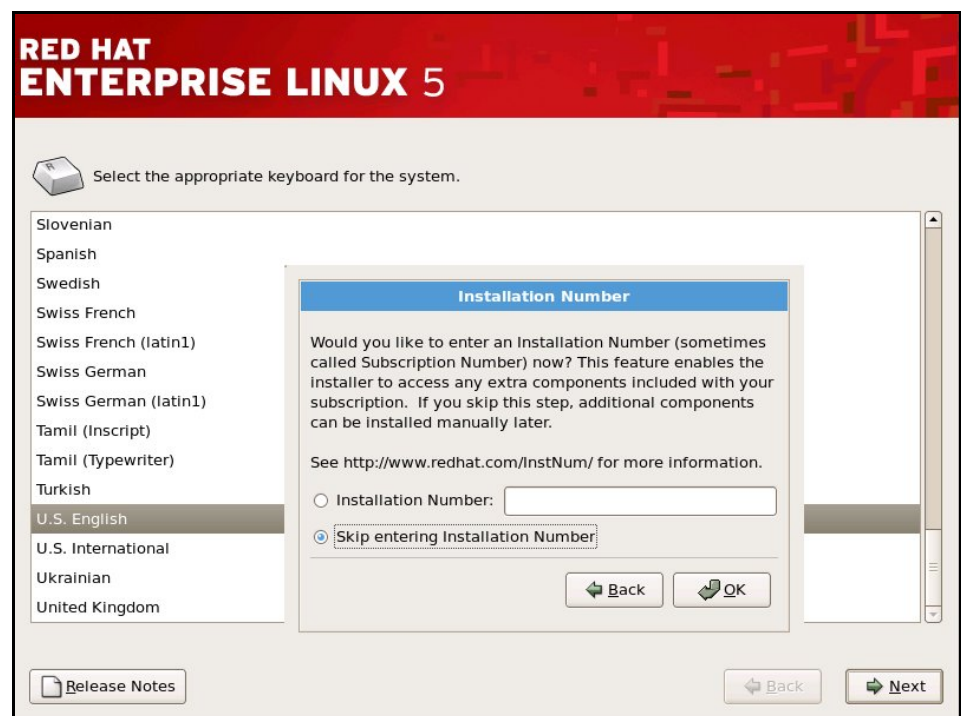 RED HAT
ENTERPRISE LINUX 5
R
Select the appropriate keyboard for the system.
Slovenian
Spanish
Swedish
Swiss French
Swiss French (latin1)
Swiss German
Swiss German (latin1)
Tamil (Inscript)
Tamil (Typewriter)
Turkish
U.S. English
U.S. International
Ukrainian
United Kingdom
Installation Number
Would you like to enter an Installation Number (sometimes
called Subscription Number) now? This feature enables the
installer to access any extra components included with your
subscription.  If you skip this step, additional components
can be installed manually later.
See http://www.redhat.com/InstNum/ for more information.
Installation Number:
Skip entering Installation Number
Back
OK
Release Notes
Back
Next